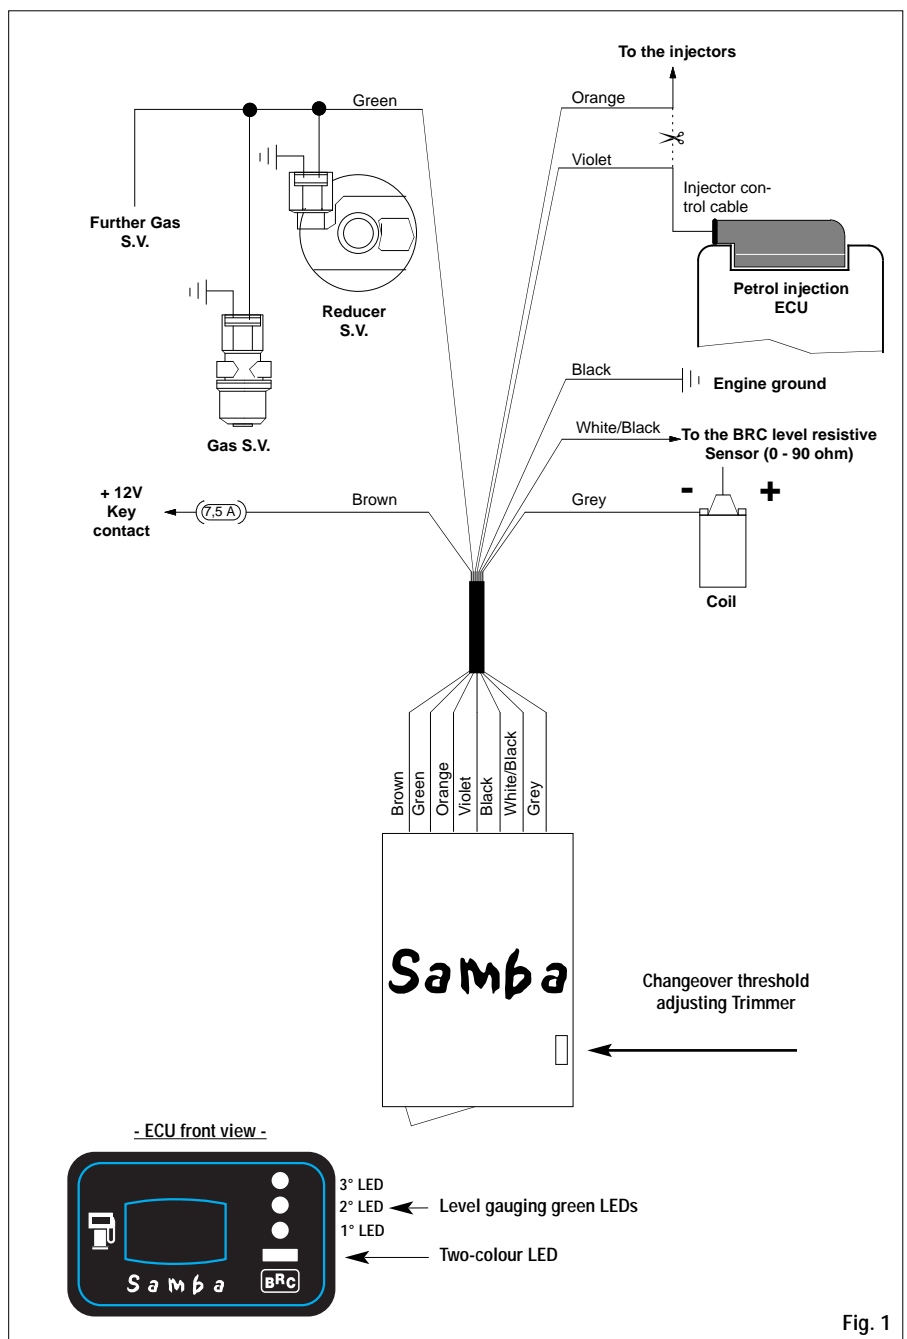 To the injectors
Green
Orange
Violet
Injector con-
trol cable
Further Gas
S.V.
Petrol injection
ECU
Reducer
S.V.
Black
Engine ground
White/Black
To the BRC level resistive
Sensor (0 - 90 ohm)
Gas S.V.
+ 12V
Key
contact
7,5 A
Brown
Grey
- +
Coil
Brown
Green
Orange
Violet
Black
White/Black
Grey
Samba
Changeover threshold
adjusting Trimmer
- ECU front view -
3° LED
2° LED
Level gauging green LEDs
1° LED
Two-colour LED
Samba
BRC
Fig. 1